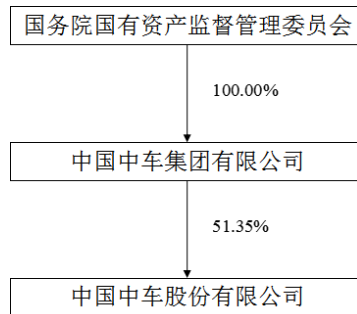 国务院国有资产监督管理委员会
100.00%
中国中车集团有限公司
51.35%
中国中车股份有限公司